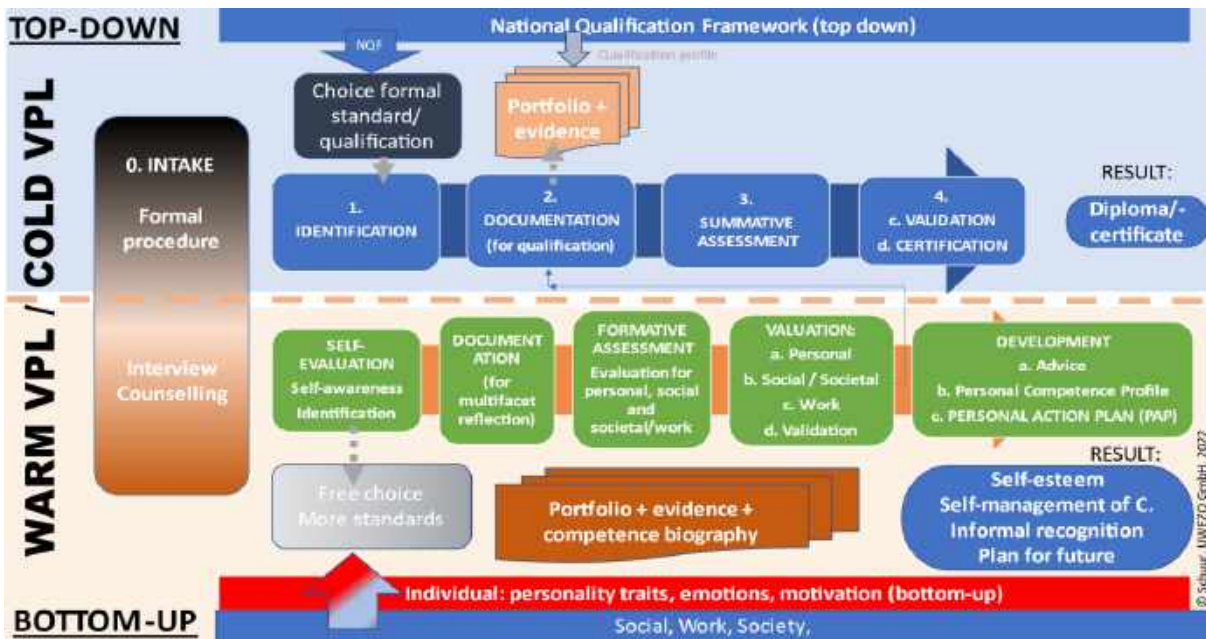 TOP-DOWN
National Qualification Framework (top down)
NQF
Qualification profile
Choice formal
standard/
qualification
Portfolio +
evidence
WARM VPL / COLD VPL
0. INTAKE
Formal
procedure
Interview
Counselling
1.
IDENTIFICATION
2.
DOCUMENTATION
(for qualification)
3.
SUMMATIVE
ASSESSMENT
4.
c. VALIDATION
d. CERTIFICATION
RESULT:
Diploma/-
certificate
SELF-
EVALUATION
Self-awareness
Identification
DOCUMENT
ATION
(for
multifacet
reflection)
FORMATIVE
ASSESSMENT
Evaluation for
personal, social
and
societal/work
VALUATION:
a. Personal
b. Social / Societal
c. Work
d. Validation
DEVELOPMENT
a. Advice
b. Personal Competence Profile
c. PERSONAL ACTION PLAN (PAP)
RESULT:
Self-esteem
Self-management of C.
Informal recognition
Plan for future
Free choice
More standards
Portfolio + evidence +
competence biography
Individual: personality traits, emotions, motivation (bottom-up)
BOTTOM-UP
Social, Work, Society,
© Schuur, UWEZO GmbH, 2022